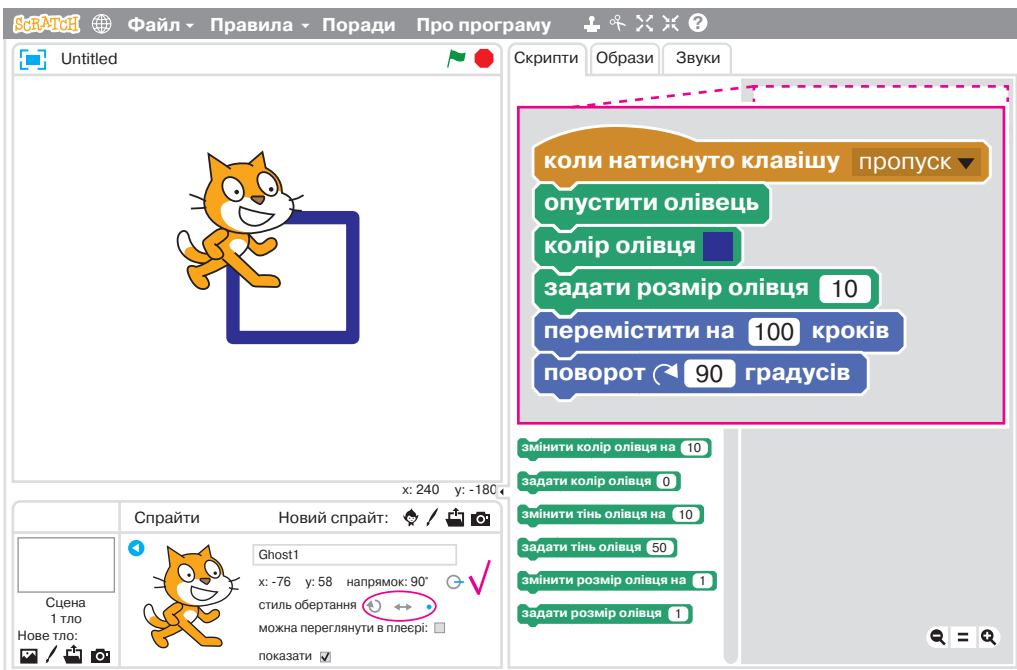 SCRATCH Файл Правила Поради Про програму
Untitled
Скрипти Образи Звуки
коли натиснуто клавішу пропуск
опустити олівець
колір олівця
задати розмір олівця 10
перемістити на 100 кроків
поворот 90 градусів
змінити колір олівця на 10
задати колір олівця 0
змінити тінь олівця на 10
задати тінь олівця 50
змінити розмір олівця на 1
задати розмір олівця 1
x: 240 y: -180
Спрайти Новий спрайт:
Сцена
1 тло
Нове тло:
Ghost1
x: -76 y: 58 напрямок: 90°
стиль обертання
можна переглянути в плеєрі:
показати